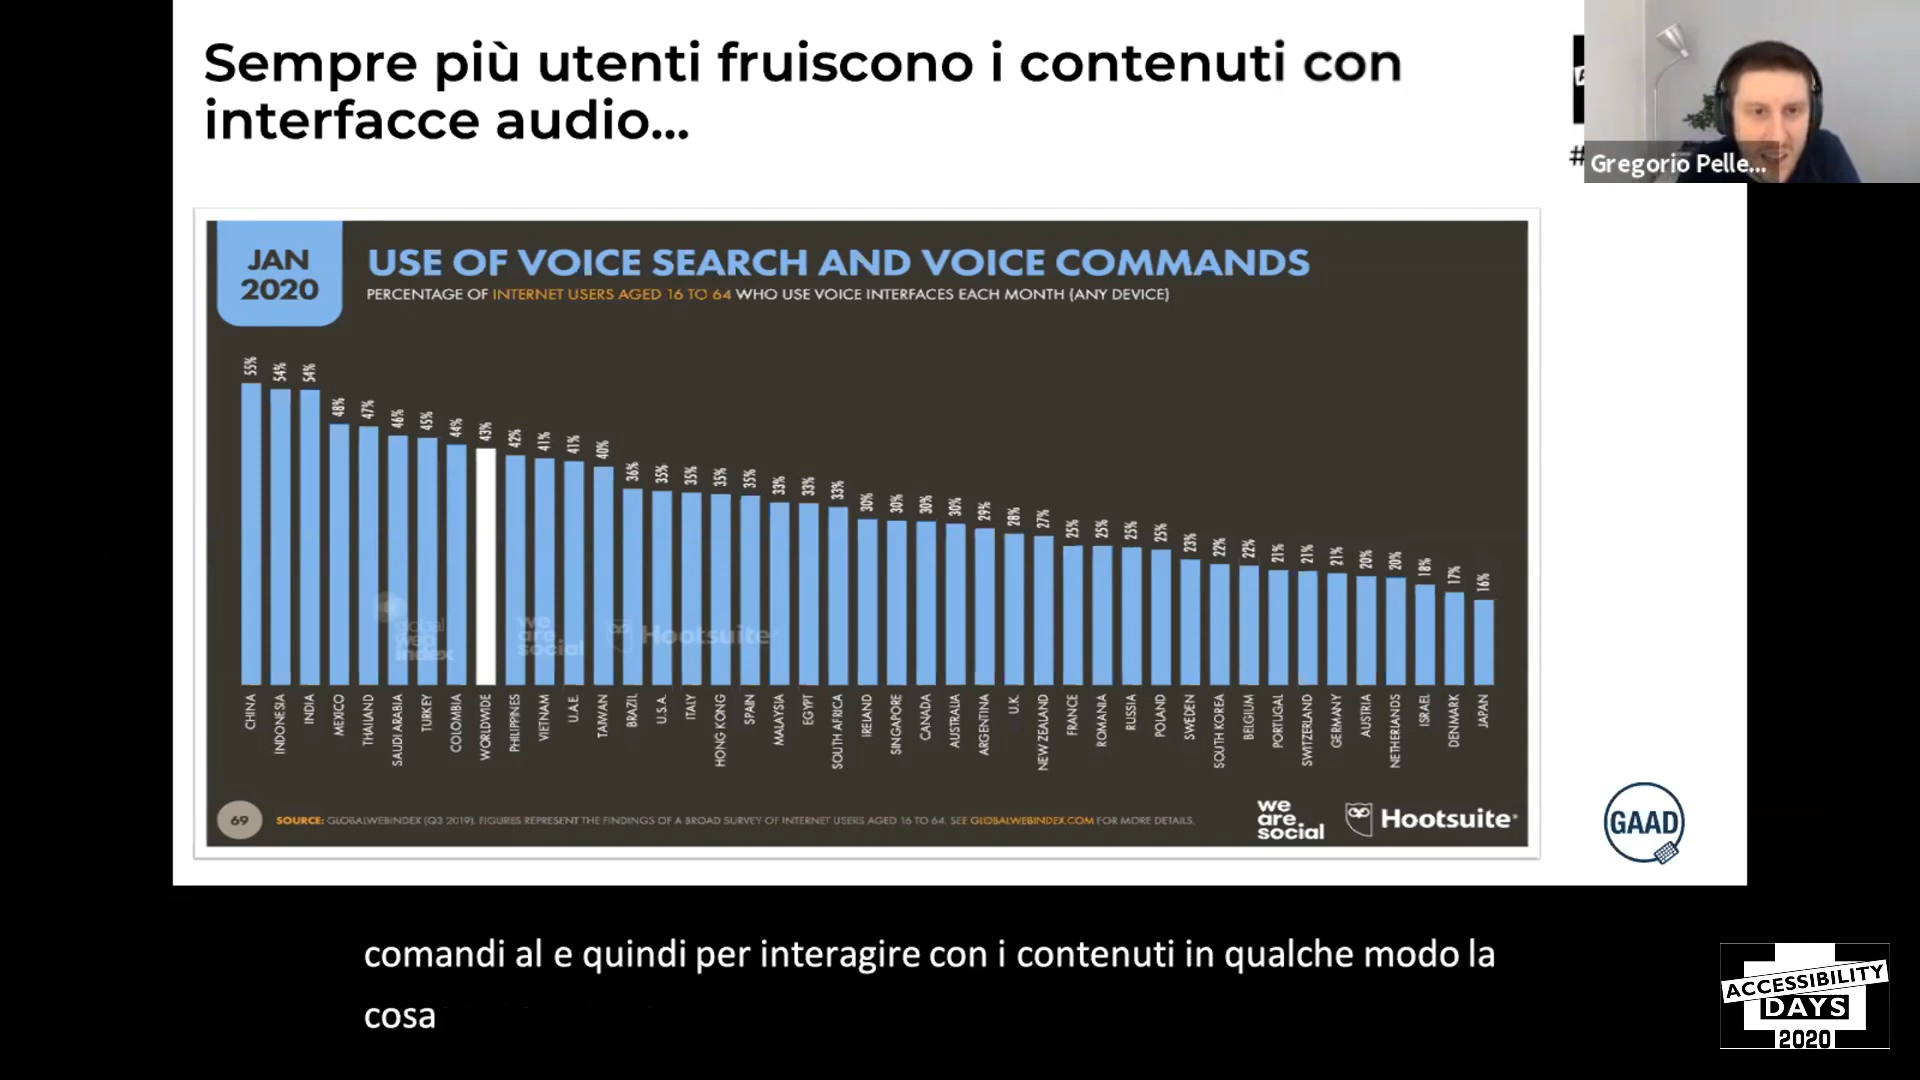 Sempre più utenti fruiscono i contenuti con
interfacce audio...
#
Gregorio Pelle...
JAN
2020
USE OF VOICE SEARCH AND VOICE COMMANDS
PERCENTAGE OF INTERNET USERS AGED 16 TO 64 WHO USE VOICE INTERFACES EACH MONTH (ANY DEVICE)
55% 54% 54% 48% 47% 46% 45% 44% 43% 42% 41% 41% 40% 36% 35% 35% 35% 35% 33% 33% 33% 30% 30% 30% 30% 29% 28% 27% 25% 25% 25% 25% 23% 22% 22% 21% 21% 21% 20% 20% 18% 17% 16%
global
web
index
we
are
social
Hootsuite
CHINA INDONESIA INDIA MEXICO THAILAND SAUDI ARABIA TURKEY COLOMBIA WORLDWIDE PHILIPPINES VIETNAM U.A.E. TAIWAN BRAZIL U.S.A. ITALY HONG KONG SPAIN MALAYSIA EGYPT SOUTH AFRICA IRELAND SINGAPORE CANADA AUSTRALIA ARGENTINA U.K. NEW ZEALAND FRANCE ROMANIA RUSSIA POLAND SWEDEN SOUTH KOREA BELGIUM PORTUGAL SWITZERLAND GERMANY AUSTRIA NETHERLANDS ISRAEL DENMARK JAPAN
69
SOURCE: GLOBALWEBINDEX (Q3 2019). FIGURES REPRESENT THE FINDINGS OF A BROAD SURVEY OF INTERNET USERS AGED 16 TO 64. SEE GLOBALWEBINDEX.COM FOR MORE DETAILS.
we
are
social
Hootsuite
GAAD
comandi al e quindi per interagire con i contenuti in qualche modo la
cosa
ACCESSIBILITY
DAYS
2020